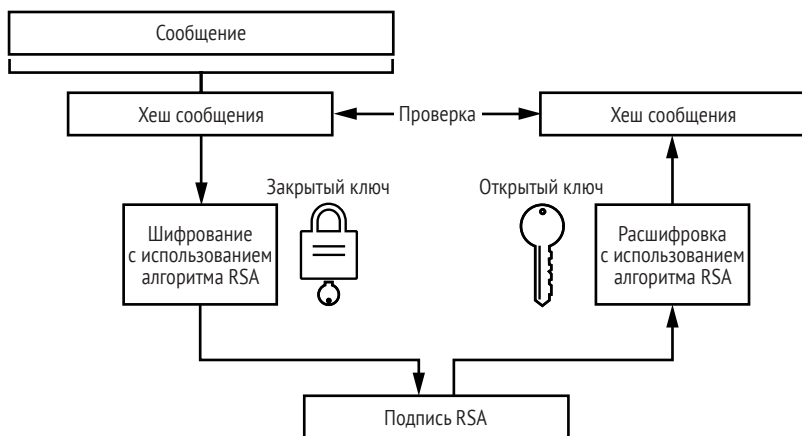 Сообщение
Хеш сообщения
Проверка
Хеш сообщения
Закрытый ключ
Открытый ключ
Шифрование
с использованием
алгоритма RSA
Расшифровка
с использованием
алгоритма RSA
Подпись RSA